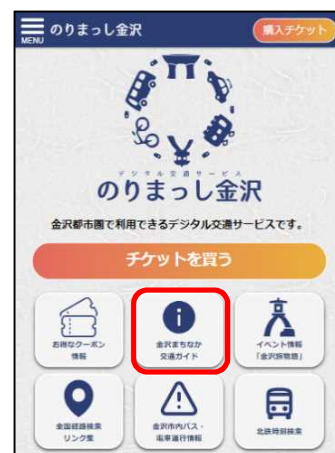 MENU
のりまっし金沢
購入チケット
デジタル交通サービス
のりまっし金沢
金沢都市圏で利用できるデジタル交通サービスです。
チケットを買う
お得なクーポン
情報
金沢まちなか
交通ガイド
イベント情報
「金沢旅物語」
全国経路検索
リンク集
金沢市内バス・
電車運行情報
北鉄時刻検索